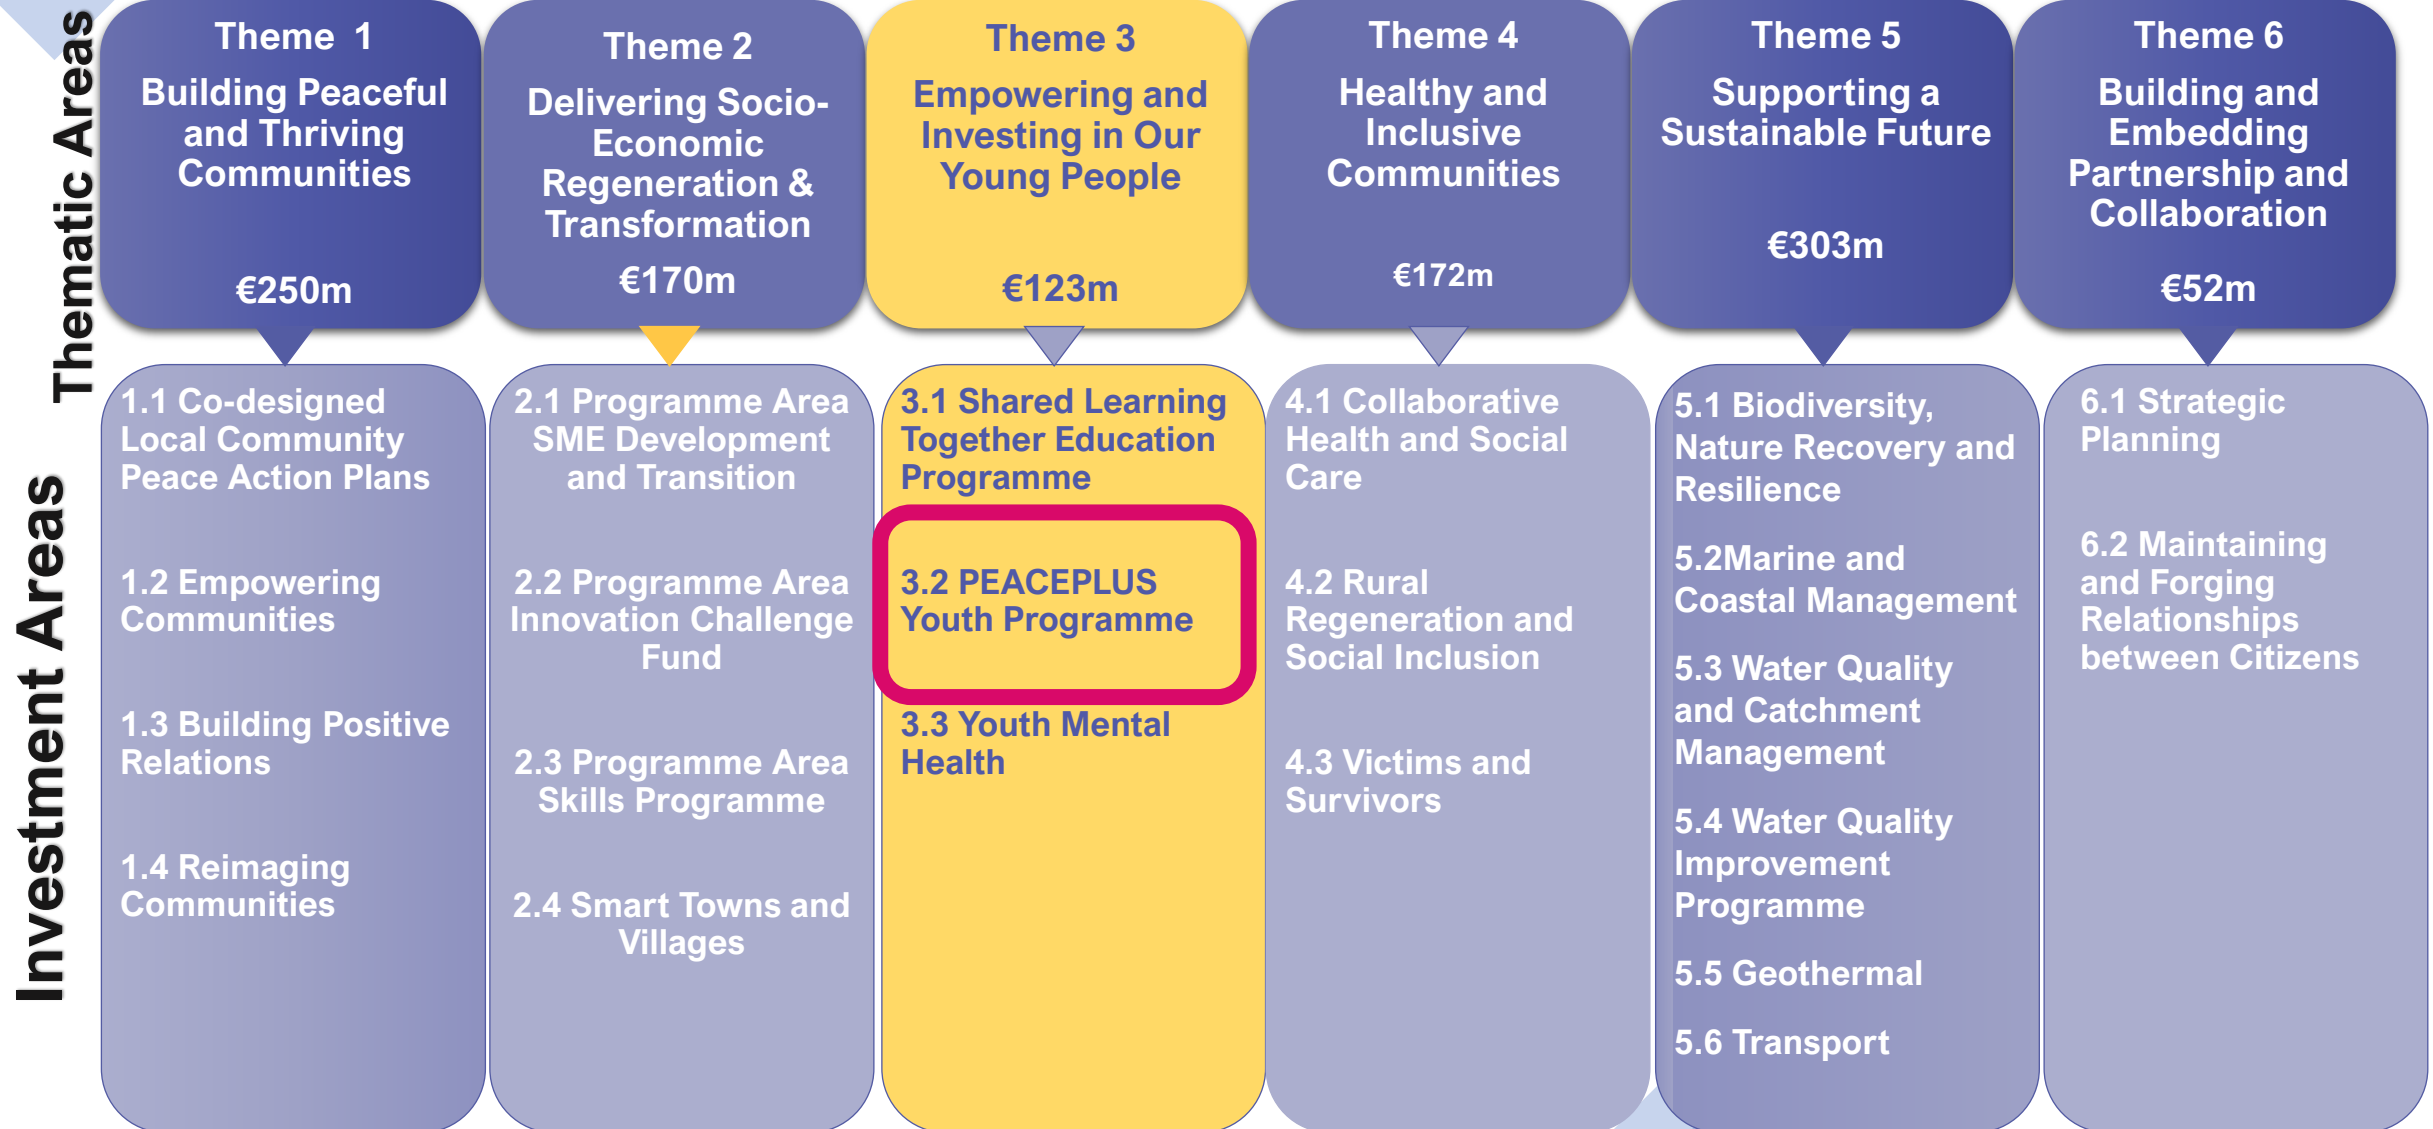 Thematic Areas
Theme 1
Building Peaceful
and Thriving
Communities
€250m
Theme 2
Delivering Socio-
Economic
Regeneration &
Transformation
€170m
Theme 3
Empowering and
Investing in Our
Young People
€123m
Theme 4
Healthy and
Inclusive
Communities
€172m
Theme 5
Supporting a
Sustainable Future
€303m
Theme 6
Building and
Embedding
Partnership and
Collaboration
€52m
Investment Areas
1.1 Co-designed
Local Community
Peace Action Plans
1.2 Empowering
Communities
1.3 Building Positive
Relations
1.4 Reimaging
Communities
2.1 Programme Area
SME Development
and Transition
2.2 Programme Area
Innovation Challenge
Fund
2.3 Programme Area
Skills Programme
2.4 Smart Towns and
Villages
3.1 Shared Learning
Together Education
Programme
3.2 PEACEPLUS
Youth Programme
3.3 Youth Mental
Health
4.1 Collaborative
Health and Social
Care
4.2 Rural
Regeneration and
Social Inclusion
4.3 Victims and
Survivors
5.1 Biodiversity,
Nature Recovery and
Resilience
5.2Marine and
Coastal Management
5.3 Water Quality
and Catchment
Management
5.4 Water Quality
Improvement
Programme
5.5 Geothermal
5.6 Transport
6.1 Strategic
Planning
6.2 Maintaining
and Forging
Relationships
between Citizens